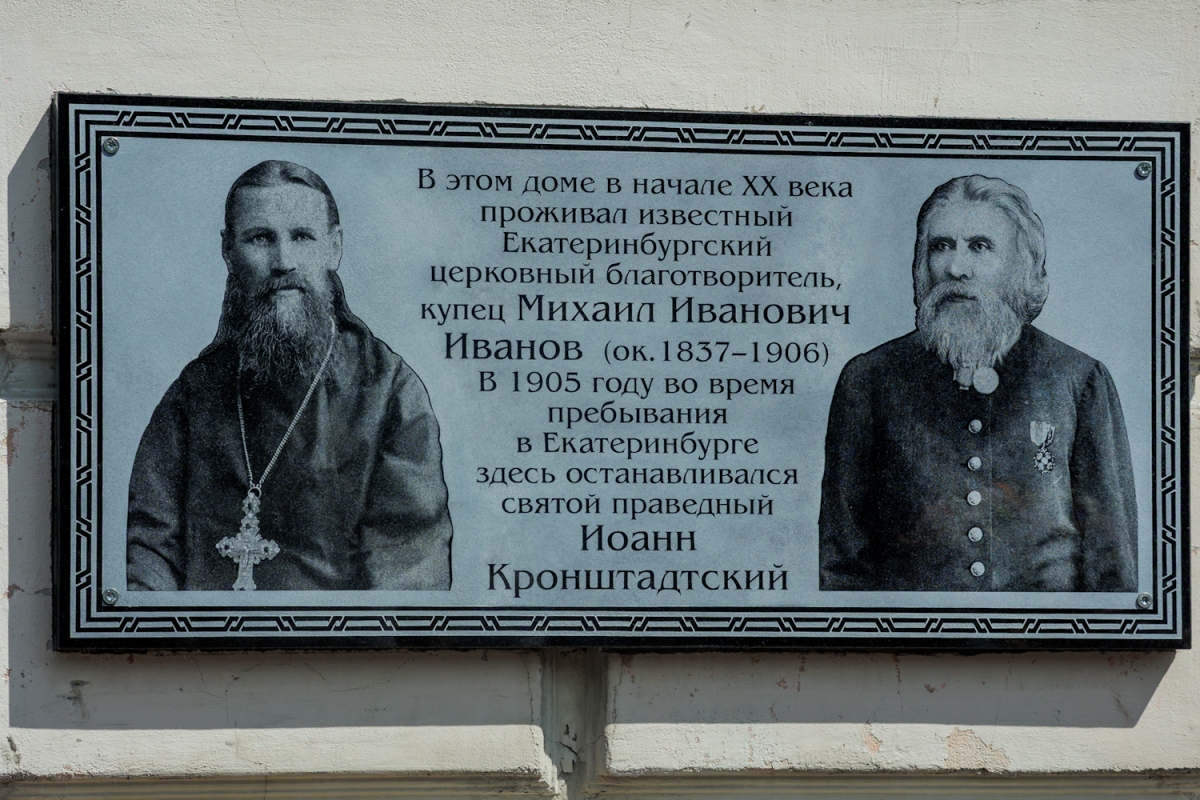 В этом доме в начале XX века
проживал известный
Екатеринбургский
церковный благотворитель,
купец Михаил Иванович
Иванов (ок.1837–1906)
В 1905 году во время
пребывания
в Екатеринбурге
здесь останавливался
святой праведный
Иоанн
Кронштадтский